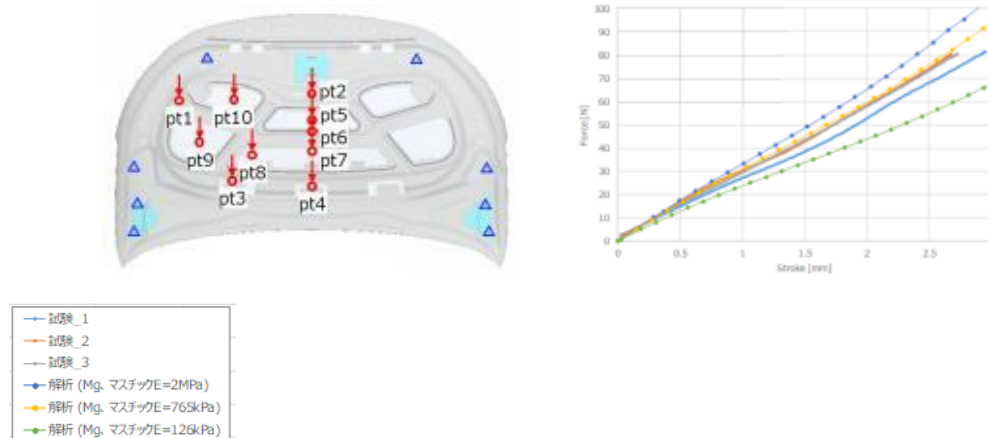 pt1
pt10
pt2
pt5
pt6
pt9
pt8
pt7
pt3
pt4
100
90
80
70
60
50
40
30
20
10
0
Force[N]
0
0.5
1
1.5
2
2.5
Stroke [mm]
試験_1
試験_2
試験_3
解析 (Mg、マスチックE=2MPa)
解析 (Mg、マスチックE=765kPa)
解析 (Mg、マスチックE=126kPa)